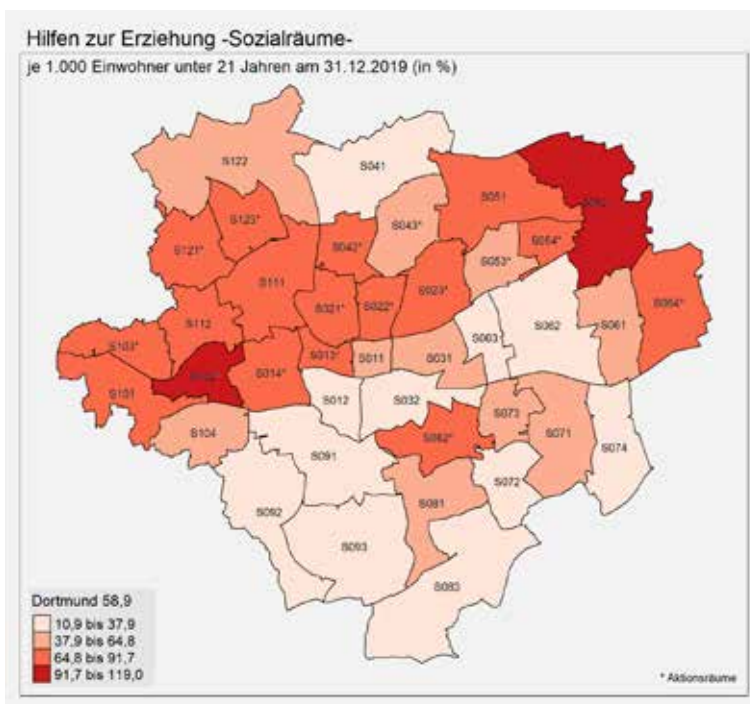 Hilfen zur Erziehung -Sozialräume-
je 1.000 Einwohner unter 21 Jahren am 31.12.2019 (in %)
S122
S041
S051
S123*
S043*
S121*
S042*
S053*
S054*
S111
S023*
S064*
S021*
S022*
S112
S062
S061
S063
S103*
S013*
S011
S031
S014*
S101
S012
S032
S073
S104
S082*
S071
S074
S091
S072
S081
S092
S093
S083
Dortmund 58,9
10,9 bis 37,9
37,9 bis 64,8
64,8 bis 91,7
91,7 bis 119,0
* Aktionsräume